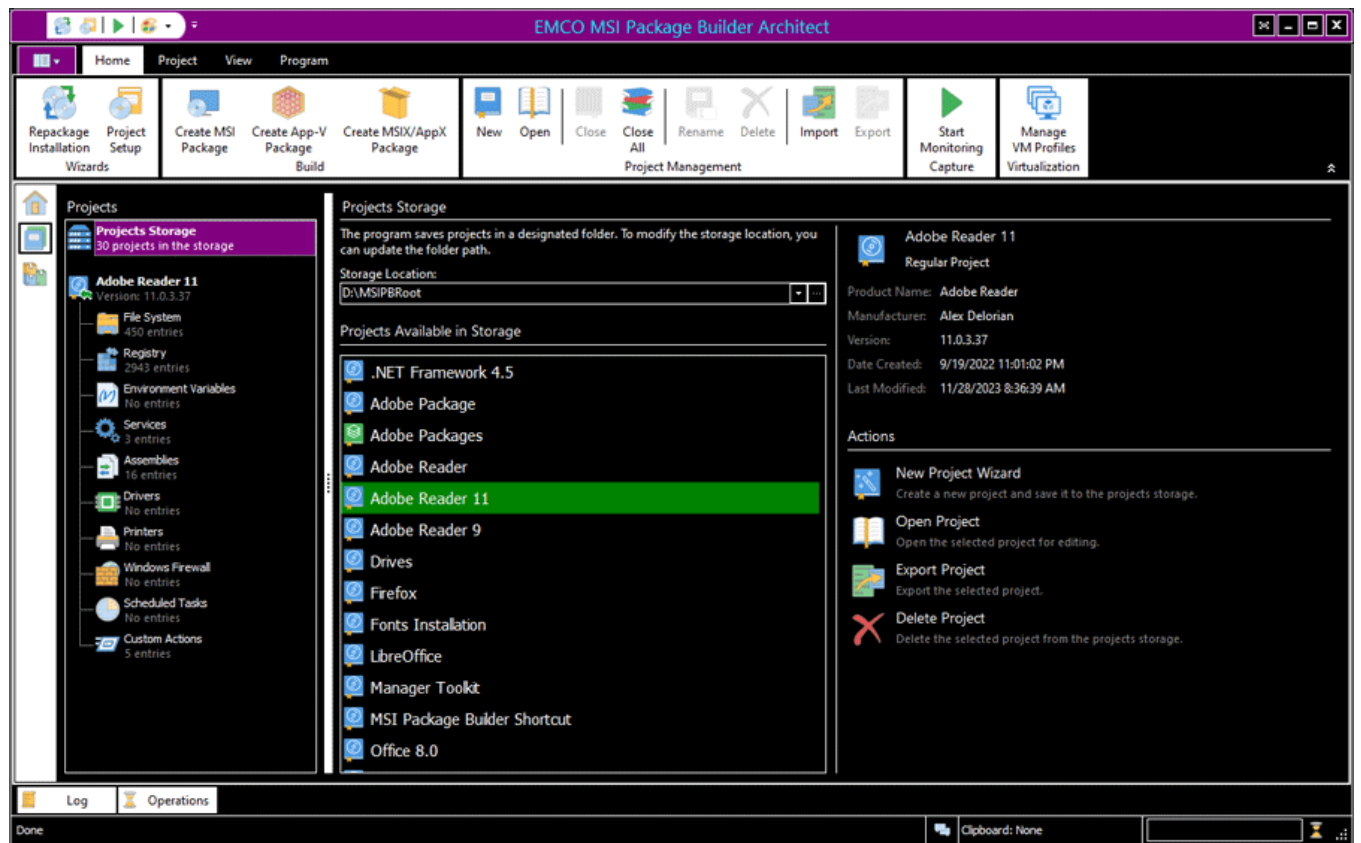 EMCO MSI Package Builder Architect
Home Project View Program
Repackage Installation
Project Setup
Wizards
Create MSI Package
Create App-V Package
Create MSIX/AppX Package
Build
New
Open
Close
Close All
Rename
Delete
Import
Export
Project Management
Start Monitoring
Capture
Manage VM Profiles
Virtualization
Projects
Projects Storage
30 projects in the storage
Adobe Reader 11
Version: 11.0.3.37
File System
450 entries
Registry
2943 entries
Environment Variables
No entries
Services
3 entries
Assemblies
16 entries
Drivers
No entries
Printers
No entries
Windows Firewall
No entries
Scheduled Tasks
No entries
Custom Actions
5 entries
Projects Storage
The program saves projects in a designated folder. To modify the storage location, you
can update the folder path.
Storage Location:
D:\MSIPBRoot
Projects Available in Storage
.NET Framework 4.5
Adobe Package
Adobe Packages
Adobe Reader
Adobe Reader 11
Adobe Reader 9
Drives
Firefox
Fonts Installation
LibreOffice
Manager Toolkit
MSI Package Builder Shortcut
Office 8.0
Adobe Reader 11
Regular Project
Product Name: Adobe Reader
Manufacturer: Alex Delorian
Version: 11.0.3.37
Date Created: 9/19/2022 11:01:02 PM
Last Modified: 11/28/2023 8:36:39 AM
Actions
New Project Wizard
Create a new project and save it to the projects storage.
Open Project
Open the selected project for editing.
Export Project
Export the selected project.
Delete Project
Delete the selected project from the projects storage.
Log
Operations
Done
Clipboard: None